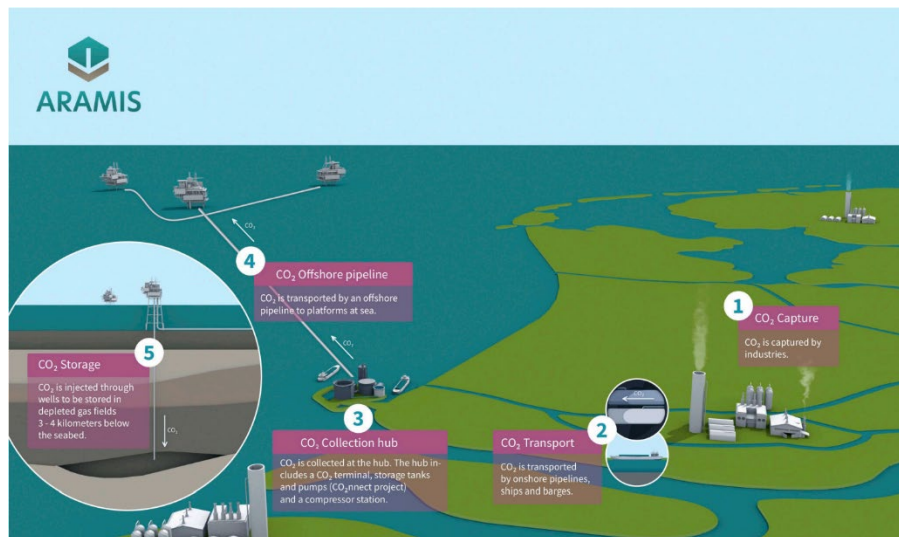 ARAMIS
1
CO₂ Capture
CO₂ is captured by
industries.
2
CO₂ Transport
CO₂ is transported
by onshore pipelines,
ships and barges.
CO₂
3
CO₂ Collection hub
CO₂ is collected at the hub. The hub in-
cludes a CO₂ terminal, storage tanks
and pumps (CO₂nnect project)
and a compressor station.
CO₂
4
CO₂ Offshore pipeline
CO₂ is transported by an offshore
pipeline to platforms at sea.
CO₂
5
CO₂ Storage
CO₂ is injected through
wells to be stored in
depleted gas fields
3 - 4 kilometers below
the seabed.
CO₂